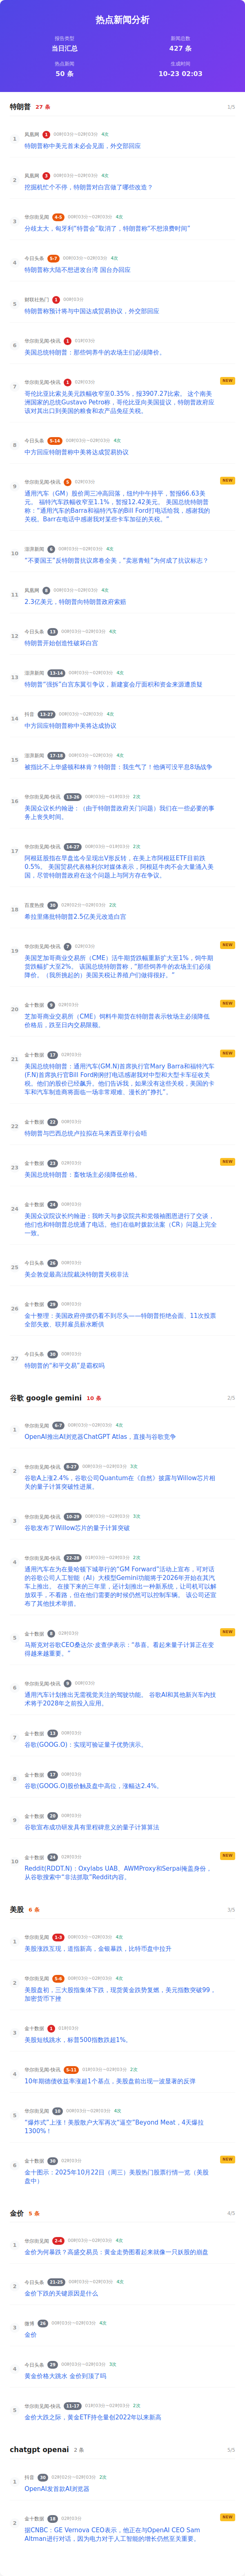 热点新闻分析
报告类型
当日汇总
新闻总数
427 条
热点新闻
50 条
生成时间
10-23 02:03
特朗普 27 条 1/5
1 凤凰网 1 00时03分~02时03分 4次
特朗普称中美元首未必会见面，外交部回应
2 凤凰网 3 00时03分~02时03分 4次
挖掘机忙个不停，特朗普对白宫做了哪些改造？
3 华尔街见闻 4-5 00时03分~02时03分 4次
分歧太大，匈牙利“特普会”取消了，特朗普称“不想浪费时间”
4 今日头条 5-7 00时03分~02时03分 4次
特朗普称大陆不想进攻台湾 国台办回应
5 财联社热门 1 00时03分
特朗普预计将与中国达成贸易协议，外交部回应
6 华尔街见闻-快讯 1 02时03分
美国总统特朗普：那些饲养牛的农场主们必须降价。
7 华尔街见闻-快讯 1 02时03分 NEW
哥伦比亚比索兑美元跌幅收窄至0.35%，报3907.27比索。 这个南美
洲国家的总统Gustavo Petro称，哥伦比亚向美国提议，特朗普政府应
该对其出口到美国的粮食和农产品免征关税。
8 今日头条 5-14 00时03分~02时03分 4次
中方回应特朗普称中美将达成贸易协议
9 华尔街见闻-快讯 5 02时03分 NEW
通用汽车（GM）股价周三冲高回落，纽约中午时平，暂报66.63美
元。 福特汽车跌幅收窄至1.1%，暂报12.42美元。 美国总统特朗普
称：“通用汽车的Barra和福特汽车的Bill Ford打电话给我，感谢我的
关税。Barra在电话中感谢我对某些卡车加征的关税。”
10 澎湃新闻 6 00时03分~02时03分 4次
“不要国王”反特朗普抗议席卷全美，“卖崽青蛙”为何成了抗议标志？
11 凤凰网 9 00时03分~02时03分 4次
2.3亿美元，特朗普向特朗普政府索赔
12 今日头条 13 00时03分~02时03分 4次
特朗普开始创造性破坏白宫
13 澎湃新闻 13-14 00时03分~02时03分 4次
特朗普“强拆”白宫东翼引争议，新建宴会厅面积和资金来源遭质疑
14 抖音 13-27 00时03分~02时03分 4次
中方回应特朗普称中美将达成协议
15 澎湃新闻 17-18 00时03分~02时03分 4次
被指比不上华盛顿和林肯？特朗普：我生气了！他俩可没平息8场战争
16 华尔街见闻-快讯 13-26 00时03分~01时03分 2次
美国众议院议长约翰逊：（由于特朗普政府关门问题）我们在一些必要的事
务上丧失时间。
17 华尔街见闻-快讯 14-27 00时03分~01时03分 2次
阿根廷股指在早盘迄今呈现出V形反转，在美上市阿根廷ETF目前跌
0.5%。 美国贸易代表格利尔对媒体表示，阿根廷牛肉不会大量涌入美
国，尽管特朗普政府在这个问题上与阿方存在争议。
18 百度热搜 30 02时02分~02时03分 2次
希拉里痛批特朗普2.5亿美元改造白宫
19 华尔街见闻-快讯 7 02时03分 NEW
美国芝加哥商业交易所（CME）活牛期货跌幅重新扩大至1%，饲牛期
货跌幅扩大至2%。 该国总统特朗普称，“那些饲养牛的农场主们必须
降价。（我所挑起的）美国关税让养殖户们做得很好。”
20 金十数据 9 02时03分 NEW
芝加哥商业交易所（CME）饲料牛期货在特朗普表示牧场主必须降低
价格后，跌至日内交易限额。
21 金十数据 17 02时03分 NEW
美国总统特朗普：通用汽车(GM.N)首席执行官Mary Barra和福特汽车
(F.N)首席执行官Bill Ford刚刚打电话感谢我对中型和大型卡车征收关
税。他们的股价已经飙升。他们告诉我，如果没有这些关税，美国的卡
车和汽车制造商将面临一场非常艰难、漫长的“挣扎”。
22 金十数据 22 00时03分
特朗普与巴西总统卢拉拟在马来西亚举行会晤
23 金十数据 23 02时03分 NEW
美国总统特朗普：畜牧场主必须降低价格。
24 金十数据 24 00时03分
美国众议院议长约翰逊：我昨天与参议院共和党领袖图恩进行了交谈，
他们也和特朗普总统通了电话。他们在临时拨款法案（CR）问题上完全
一致。
25 今日头条 26 00时03分
美企敦促最高法院裁决特朗普关税非法
26 金十数据 29 00时03分
金十整理：美国政府停摆仍看不到尽头——特朗普拒绝会面、11次投票
全部失败、联邦雇员薪水断供
27 今日头条 30 00时03分
特朗普的“和平交易”是霸权吗
谷歌 google gemini 10 条 2/5
1 华尔街见闻 6-7 00时03分~02时03分 4次
OpenAI推出AI浏览器ChatGPT Atlas，直接与谷歌竞争
2 华尔街见闻-快讯 8-27 00时03分~02时03分 3次
谷歌A上涨2.4%，谷歌公司Quantum在《自然》披露与Willow芯片相
关的量子计算突破性进展。
3 华尔街见闻-快讯 10-29 00时03分~02时03分 3次
谷歌发布了Willow芯片的量子计算突破
4 华尔街见闻-快讯 22-28 01时03分~02时03分 2次
通用汽车在为在曼哈顿下城举行的“GM Forward”活动上宣布，可对话
的谷歌公司人工智能（AI）大模型Gemini功能将于2026年开始在其汽
车上推出。 在接下来的三年里，还计划推出一种新系统，让司机可以解
放双手，不看路，但在他们需要的时候仍然可以控制车辆。 该公司还宣
布了其他技术举措。
5 金十数据 8 02时03分 NEW
马斯克对谷歌CEO桑达尔·皮查伊表示：“恭喜。看起来量子计算正在变
得越来越重要。”
6 华尔街见闻-快讯 9 00时03分
通用汽车计划推出无需视觉关注的驾驶功能。 谷歌AI和其他新兴车内技
术将于2028年之前投入应用。
7 金十数据 13 00时03分
谷歌(GOOG.O)：实现可验证量子优势演示。
8 金十数据 17 00时03分
谷歌(GOOG.O)股价触及盘中高位，涨幅达2.4%。
9 金十数据 20 00时03分
谷歌宣布成功研发具有里程碑意义的量子计算算法
10 金十数据 24 02时03分 NEW
Reddit(RDDT.N)：Oxylabs UAB、AWMProxy和Serpai掩盖身份，
从谷歌搜索中“非法抓取”Reddit内容。
美股 6 条 3/5
1 华尔街见闻 1-3 00时03分~02时03分 4次
美股涨跌互现，道指新高，金银暴跌，比特币盘中拉升
2 华尔街见闻 5-6 00时03分~02时03分 4次
美股盘初，三大股指集体下跌，现货黄金跌势复燃，美元指数突破99，
加密货币下挫
3 金十数据 1 01时03分
美股短线跳水，标普500指数跌超1%。
4 华尔街见闻-快讯 5-11 01时03分~02时03分 2次
10年期德债收益率涨超1个基点，美股盘前出现一波显著的反弹
5 华尔街见闻 10 00时03分~02时03分 4次
“爆炸式”上涨！美股散户大军再次“逼空”Beyond Meat，4天爆拉
1300%！
6 金十数据 30 02时03分 NEW
金十图示：2025年10月22日（周三）美股热门股票行情一览（美股
盘中）
金价 5 条 4/5
1 华尔街见闻 2-4 00时03分~02时03分 4次
金价为何暴跌？高盛交易员：黄金走势图看起来就像一只妖股的崩盘
2 今日头条 21-25 00时03分~02时03分 4次
金价下跌的关键原因是什么
3 微博 29 00时03分~02时03分 4次
金价
4 今日头条 29 00时03分~02时03分 3次
黄金价格大跳水 金价到顶了吗
5 华尔街见闻-快讯 11-17 01时03分~02时03分 2次
金价大跌之际，黄金ETF持仓量创2022年以来新高
chatgpt openai 2 条 5/5
1 抖音 30 02时02分~02时03分 2次
OpenAI发首款AI浏览器
2 金十数据 18 02时03分 NEW
据CNBC：GE Vernova CEO表示，他正在与OpenAI CEO Sam
Altman进行对话，因为电力对于人工智能的增长仍然至关重要。